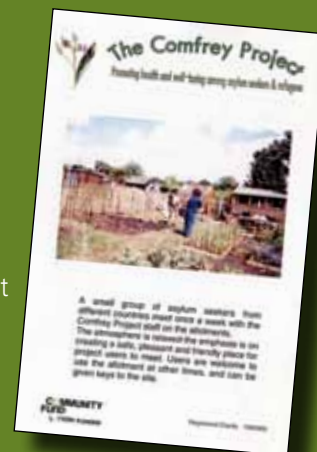 The Comfrey Project
Promoting health and well-being among asylum seekers & refugees
t
A small group of asylum seekers from
different countries meet once a week with the
Comfrey Project staff on the allotments.
The atmosphere is relaxed the emphasis is on
creating a safe, pleasant and friendly place for
project users to meet. Users are welcome to
use the allotment at other times, and can be
given keys to the site.
COMMUNITY
FUND
Registered Charity